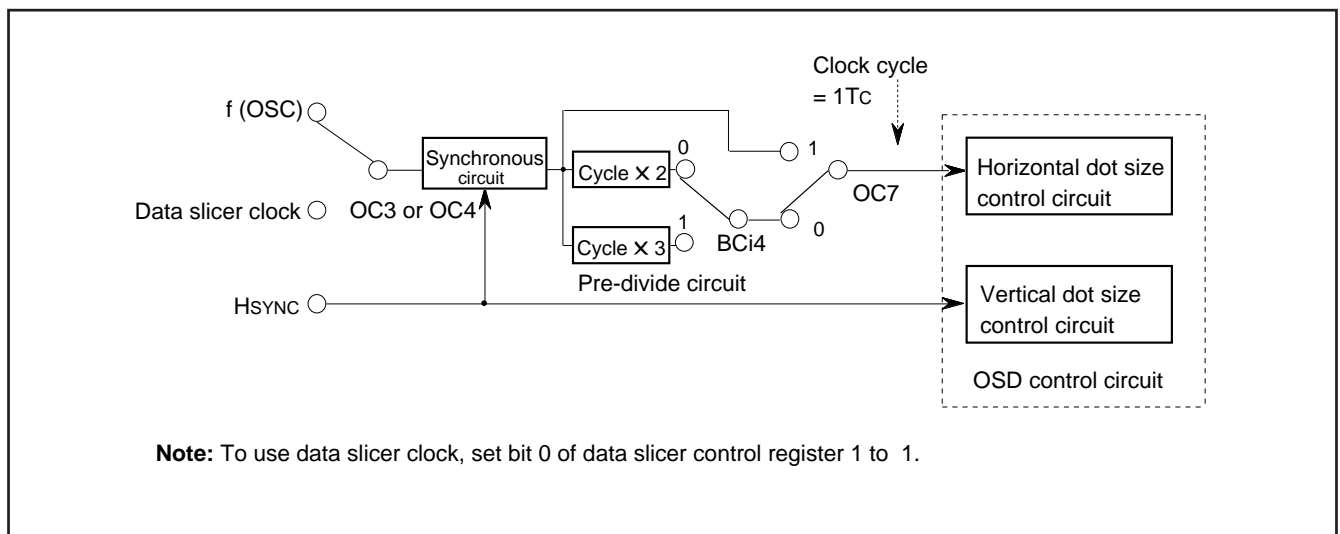 Clock cycle
= 1TC
f (OSC)
Synchronous
circuit
Cycle X 2
0
1
Horizontal dot size
control circuit
Data slicer clock
OC3 or OC4
OC7
Cycle X 3
1
BCi4
0
Pre-divide circuit
HSYNC
Vertical dot size
control circuit
OSD control circuit
Note: To use data slicer clock, set bit 0 of data slicer control register 1 to 1.